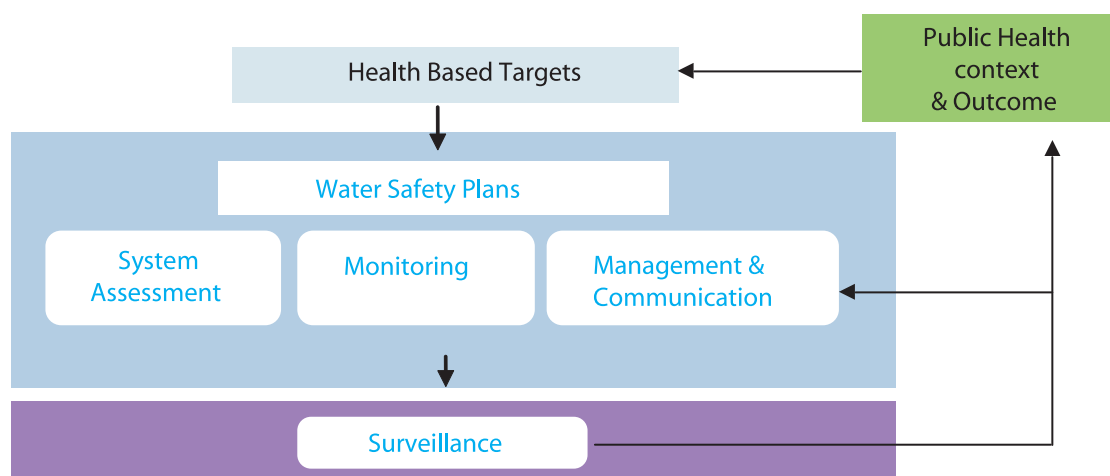 Health Based Targets
Public Health
context
& Outcome
Water Safety Plans
System
Assessment
Monitoring
Management &
Communication
Surveillance